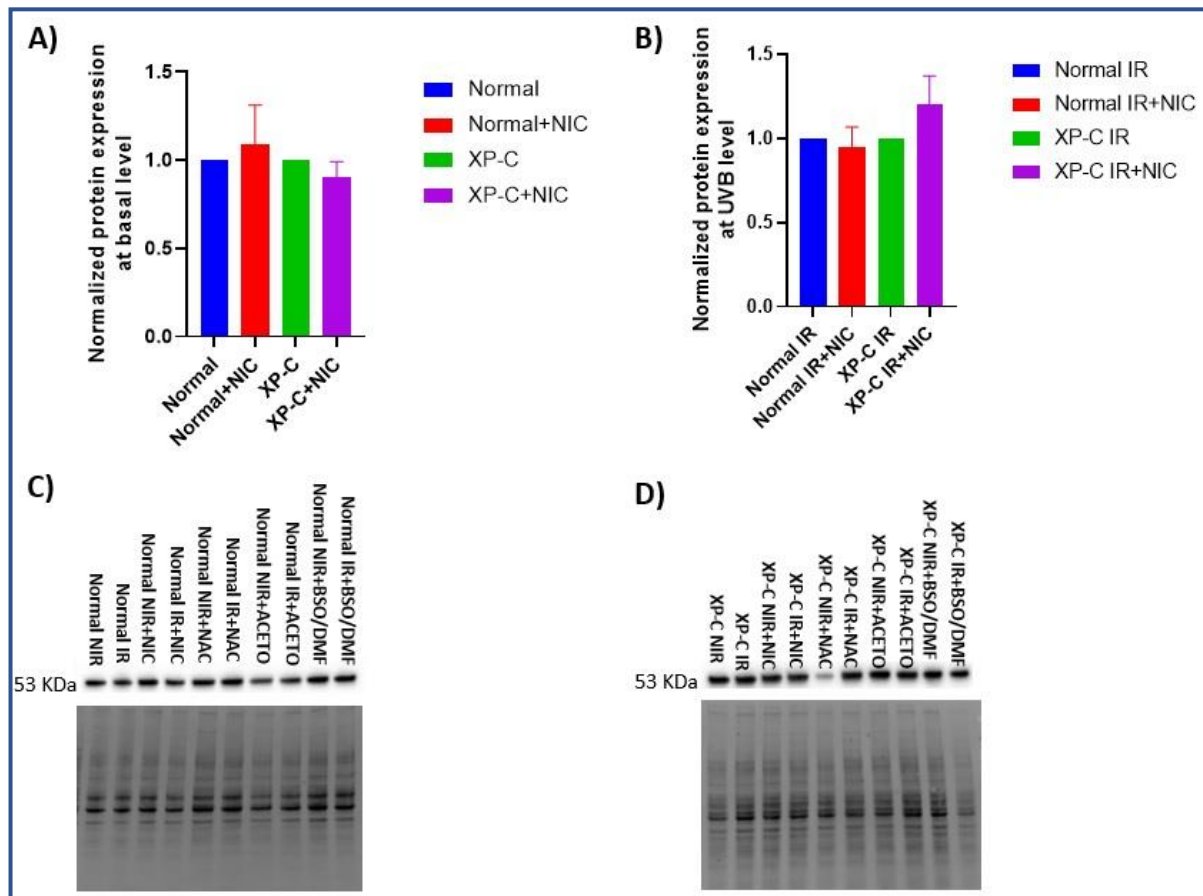 A)
Normalized protein expression
at basal level
1.5
1.0
0.5
0.0
Normal
Normal+NIC
XP-C
XP-C+NIC
Normal
Normal+NIC
XP-C
XP-C+NIC
B)
Normalized protein expression
at UVB level
1.5
1.0
0.5
0.0
Normal IR
Normal IR+NIC
XP-C IR
XP-C IR+NIC
Normal IR
Normal IR+NIC
XP-C IR
XP-C IR+NIC
C)
Normal NIR
Normal IR
Normal NIR+NIC
Normal IR+NIC
Normal NIR+NAC
Normal IR+NAC
Normal NIR+ACETO
Normal IR+ACETO
Normal NIR+BSO/DMF
Normal IR+BSO/DMF
53 KDa
D)
XP-C NIR
XP-C IR
XP-C NIR+NIC
XP-C IR+NIC
XP-C NIR+NAC
XP-C IR+NAC
XP-C NIR+ACETO
XP-C IR+ACETO
XP-C NIR+BSO/DMF
XP-C IR+BSO/DMF
53 KDa